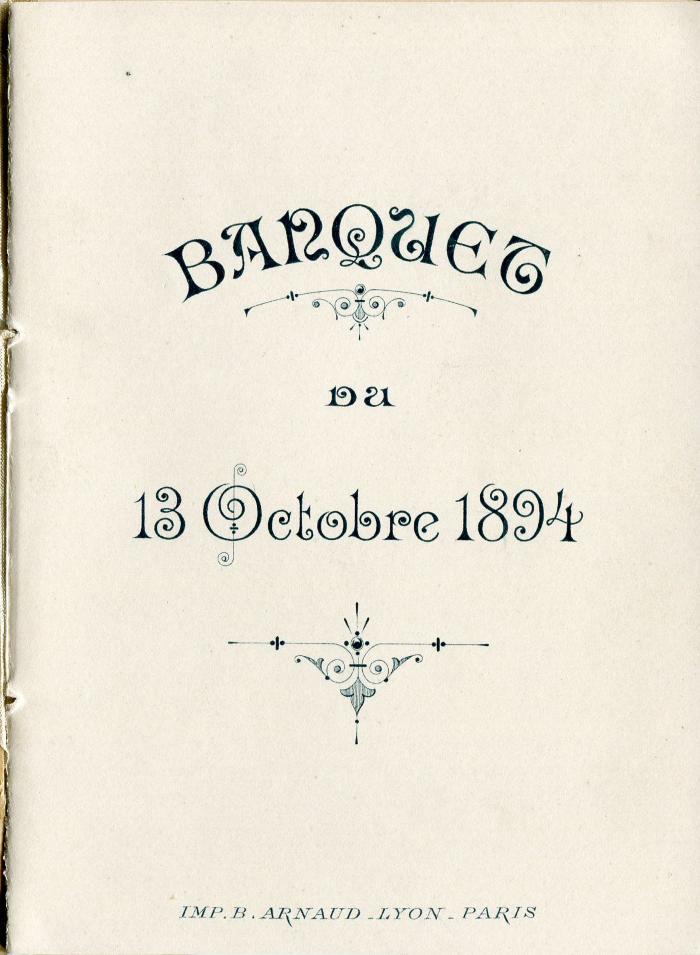 BANQUET
DU
13 Octobre 1894
IMP. B. ARNAUD _ LYON _ PARIS